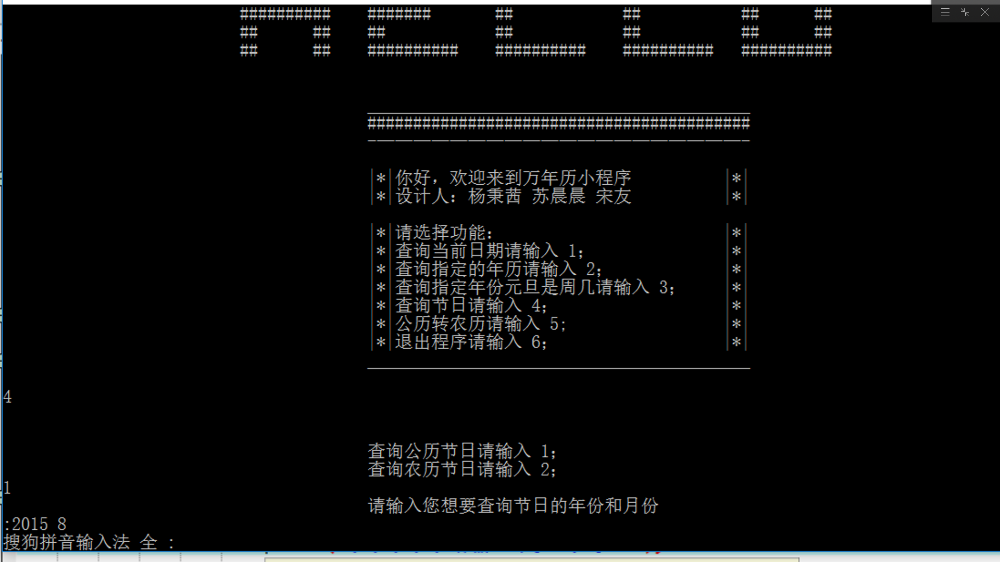 ########## ####### ## ## ## ##
## ## ## ## ## ## ##
## ## ########## ########## ########## ##########
##########################################
|*|你好，欢迎来到万年历小程序 |*|
|*|设计人：杨秉茜 苏晨晨 宋友 |*|
|*|请选择功能： |*|
|*|查询当前日期请输入 1； |*|
|*|查询指定的年历请输入 2； |*|
|*|查询指定年份元旦是周几请输入 3； |*|
|*|查询节日请输入 4； |*|
|*|公历转农历请输入 5; |*|
|*|退出程序请输入 6； |*|
4
查询公历节日请输入 1；
查询农历节日请输入 2；
1
请输入您想要查询节日的年份和月份
:2015 8
搜狗拼音输入法 全 :